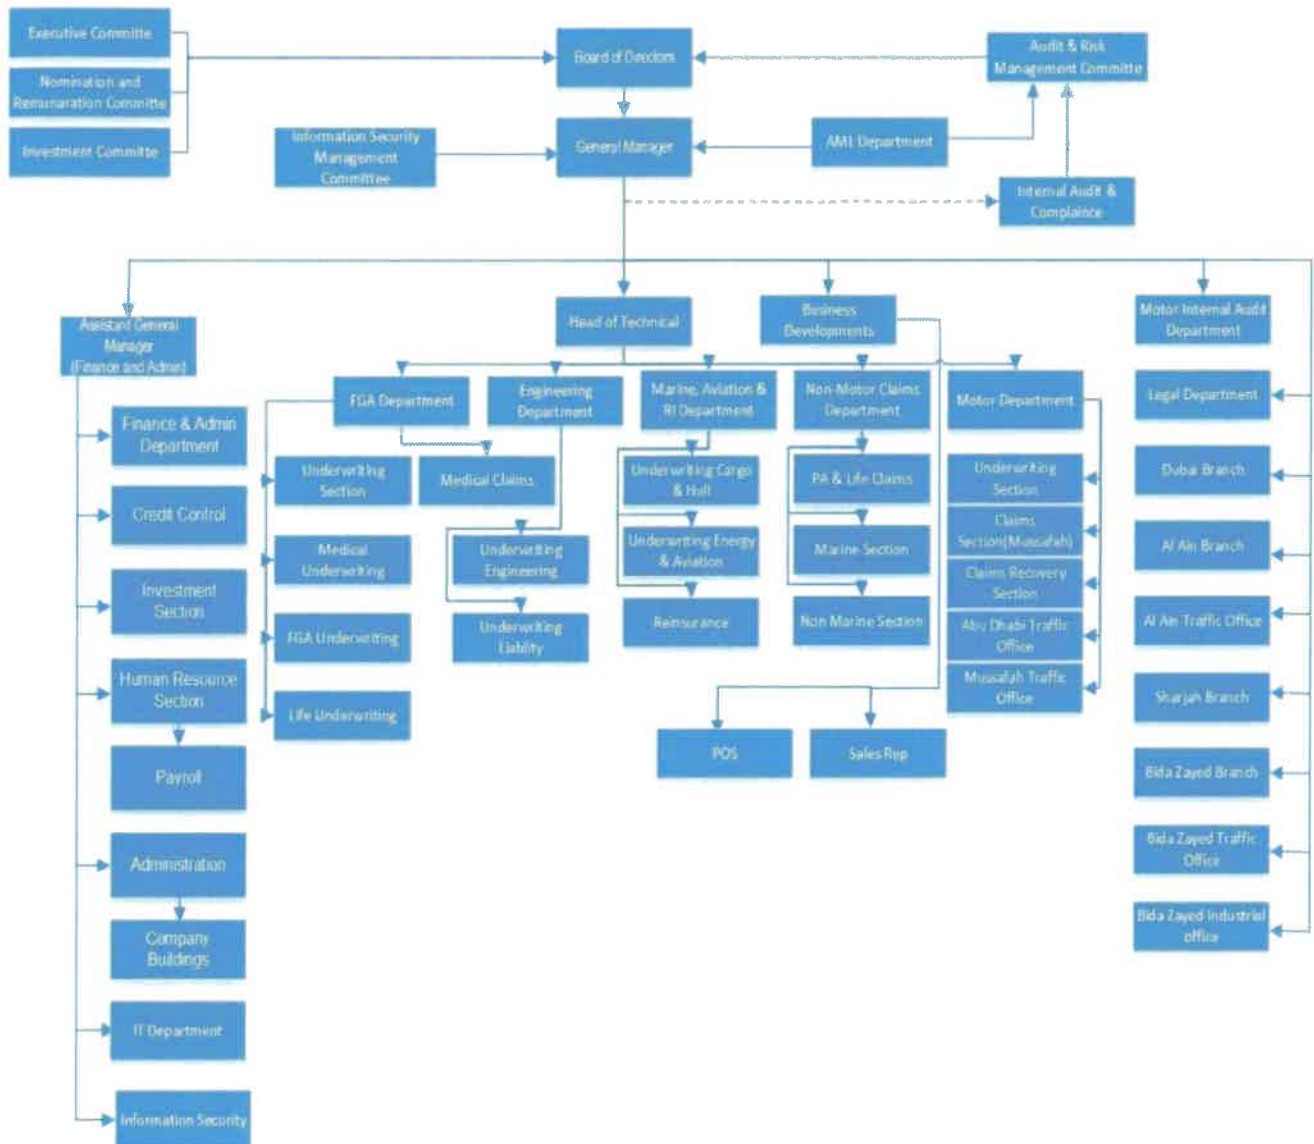 Executive Committe
Board of Directors
Audit & Risk
Management Committe
Nomination and
Remunaration Committe
Investment Committe
Information Security
Management
Committee
General Manager
AML Department
Internal Audit &
Complaince
Assistant General
Manager
(Finance and Admin)
Head of Technical
Business
Developments
Motor Internal Audit
Department
FGA Department
Engineering
Department
Marine, Aviation &
RI Department
Non-Motor Claims
Department
Motor Department
Legal Department
Finance & Admin
Department
Credit Control
Investment
Section
Human Resource
Section
Payroll
Administration
Company
Buildings
IT Department
Information Security
Underwriting
Section
Medical
Underwriting
FGA Underwriting
Life Underwriting
Medical Claims
Underwriting
Engineering
Underwriting
Liablity
Underwriting Cargo
& Hull
Underwriting Energy
& Aviation
Reinsurance
PA & Life Claims
Marine Section
Non Marine Section
POS
Sales Rep
Underwriting
Section
Claims
Section(Mussafah)
Claims Recovery
Section
Abu Dhabi Traffic
Office
Mussafah Traffic
Office
Dubai Branch
Al Ain Branch
Al Ain Traffic Office
Sharjah Branch
Bida Zayed Branch
Bida Zayed Traffic
Office
Bida Zayed Industrial
office